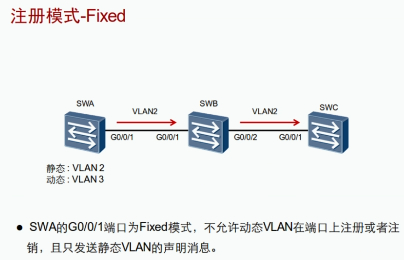 注册模式-Fixed
SWA
VLAN2
SWB
VLAN2
SWC
G0/0/1
G0/0/1
G0/0/2
G0/0/1
静态 : VLAN 2
动态 : VLAN 3
● SWA的G0/0/1端口为Fixed模式，不允许动态VLAN在端口上注册或者注
销，且只发送静态VLAN的声明消息。